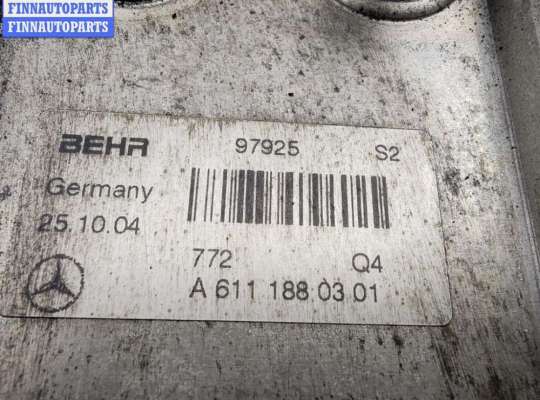 FINNAUTOPARTS
FINNAUTOPARTS
BEHR 97925 S2
Germany
25.10.04
772 Q4
A 611 188 03 01